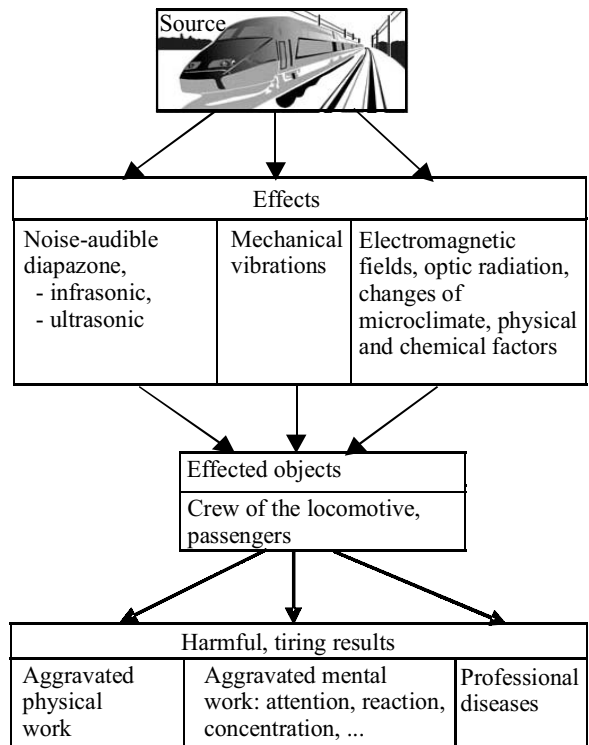 Source
Effects
Noise-audible
diapazone,
- infrasonic,
- ultrasonic
Mechanical
vibrations
Electromagnetic
fields, optic radiation,
changes of
microclimate, physical
and chemical factors
Effected objects
Crew of the locomotive,
passengers
Harmful, tiring results
Aggravated
physical
work
Aggravated mental
work: attention, reaction,
concentration, ...
Professional
diseases